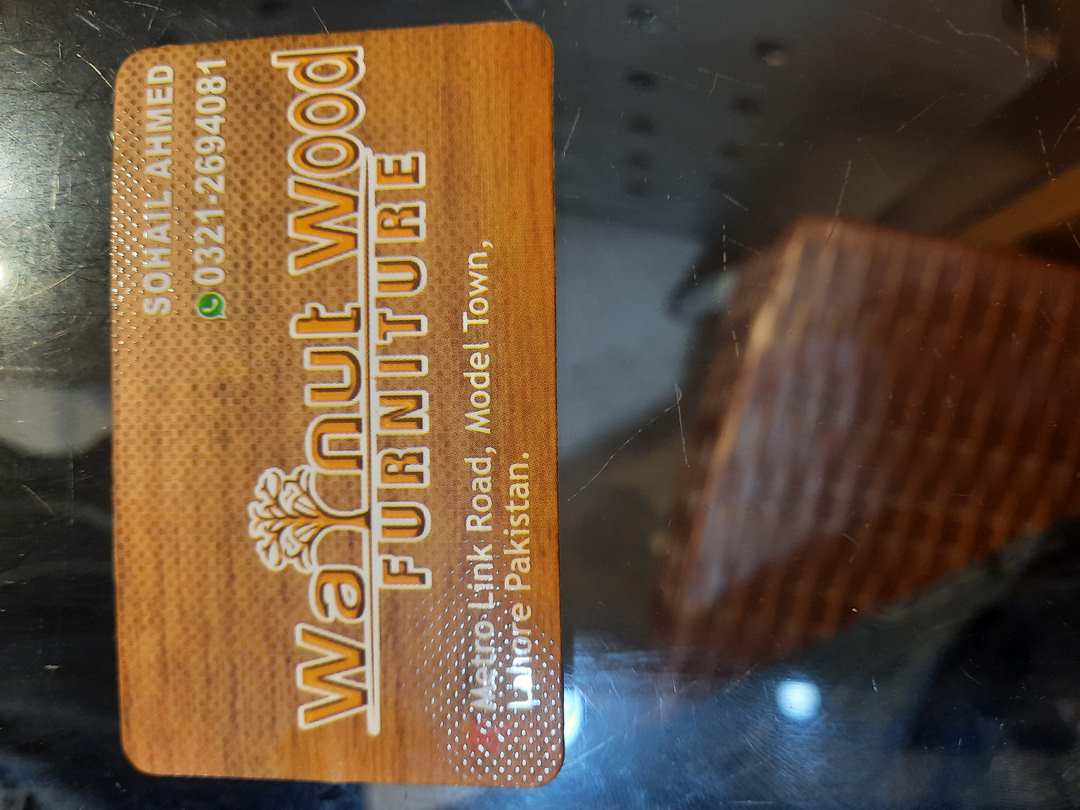 SOHAIL AHMED
0321-2694081
Walnut Wood
FURNITURE
Metro Link Road, Model Town,
Lahore Pakistan.